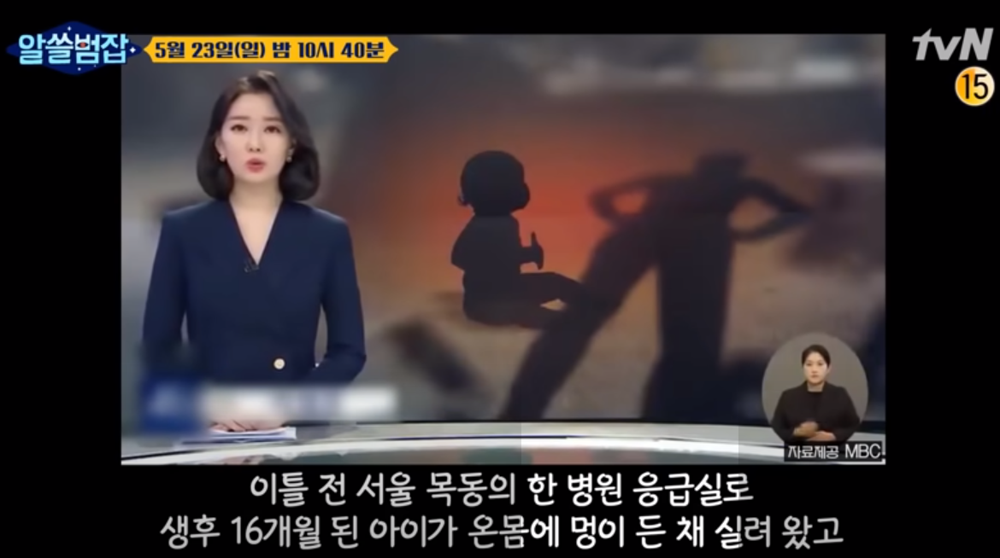 알쓸범잡
5월 23일(일) 밤 10시 40분
tvN
15
자료제공 MBC
이틀 전 서울 목동의 한 병원 응급실로
생후 16개월 된 아이가 온몸에 멍이 든 채 실려 왔고